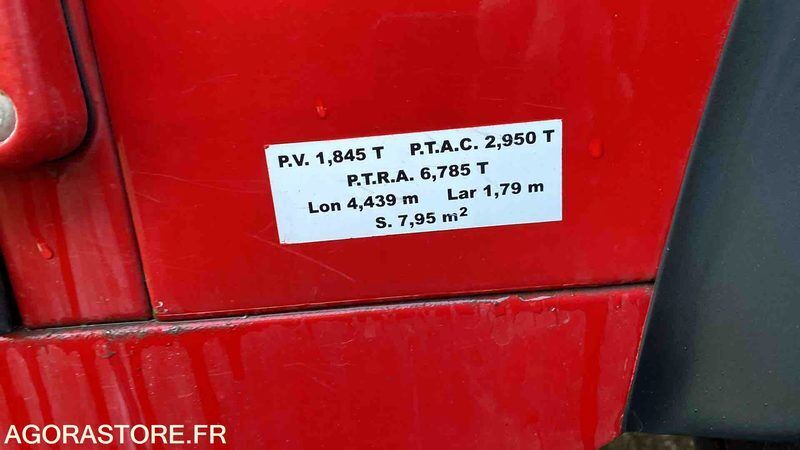 P.V. 1,845 T P.T.A.C. 2,950 T
P.T.R.A. 6,785 T
Lon 4,439 m Lar 1,79 m
S. 7,95 m²
AGORASTORE.FR